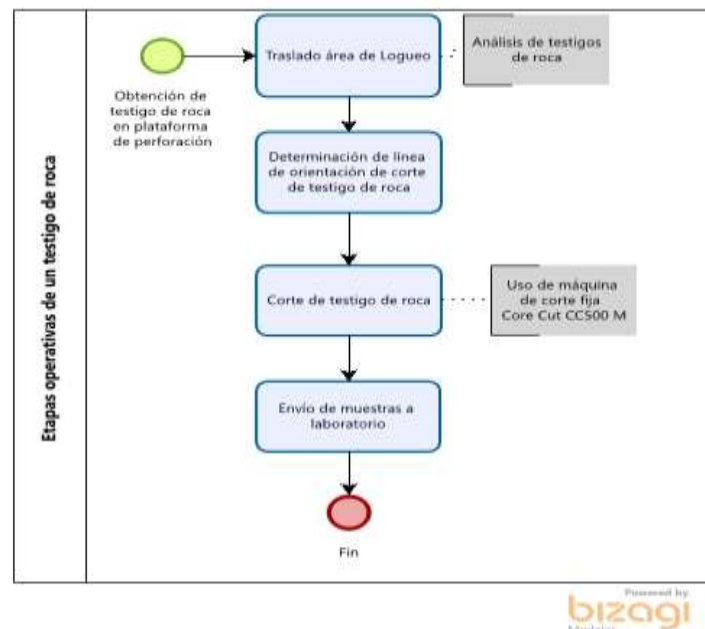 Etapas operativas de un testigo de roca
Obtención de
testigo de roca
en plataforma
de perforación
Traslado área de Logueo
Análisis de testigos
de roca
Determinación de línea
de orientación de corte
de testigo de roca
Corte de testigo de roca
Uso de máquina
de corte fija
Core Cut CC500 M
Envío de muestras a
laboratorio
Fin
Powered by
bizagi
Modeler